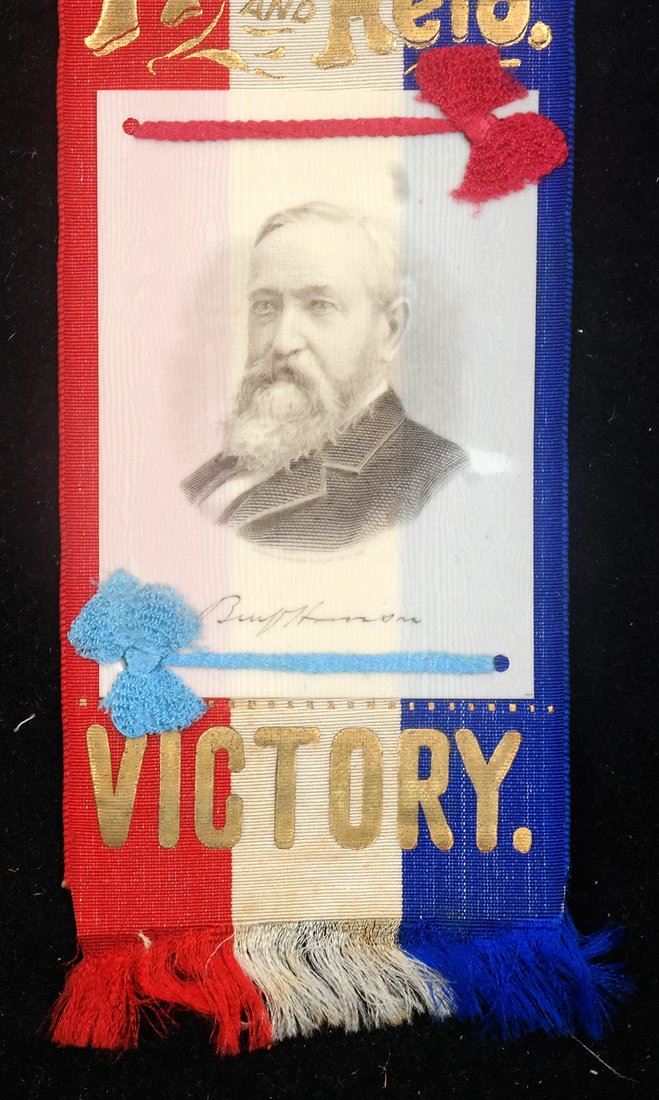 AND Reid.
Benj Harrison
VICTORY.